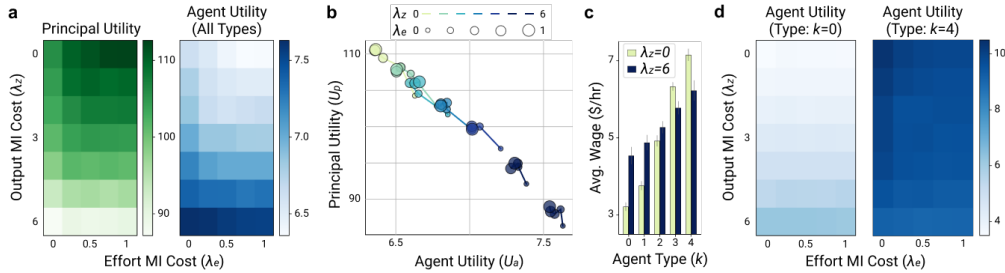 a
Principal Utility
Agent Utility
(All Types)
Output MI Cost (λz)
0
3
6
0
0.5
1
110
100
90
0
0.5
1
7.5
7.0
6.5
Effort MI Cost (λe)
b
λz 0 6
λe 0 1
Principal Utility (Up)
110
90
6.5
7.5
Agent Utility (Ua)
c
λz=0
λz=6
Avg. Wage ($/hr)
7
5
3
0 1 2 3 4
Agent Type (k)
d
Agent Utility
(Type: k=0)
Agent Utility
(Type: k=4)
Output MI Cost (λz)
0
3
6
0 0.5 1
0 0.5 1
10
8
6
4
Effort MI Cost (λe)